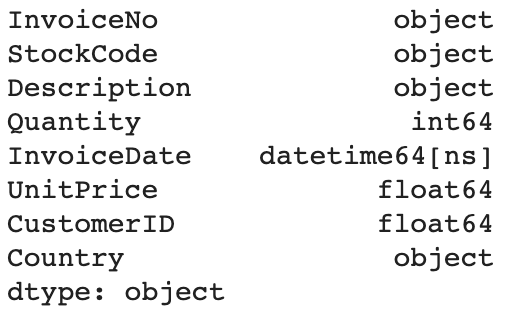 InvoiceNo object
StockCode object
Description object
Quantity int64
InvoiceDate datetime64[ns]
UnitPrice float64
CustomerID float64
Country object
dtype: object